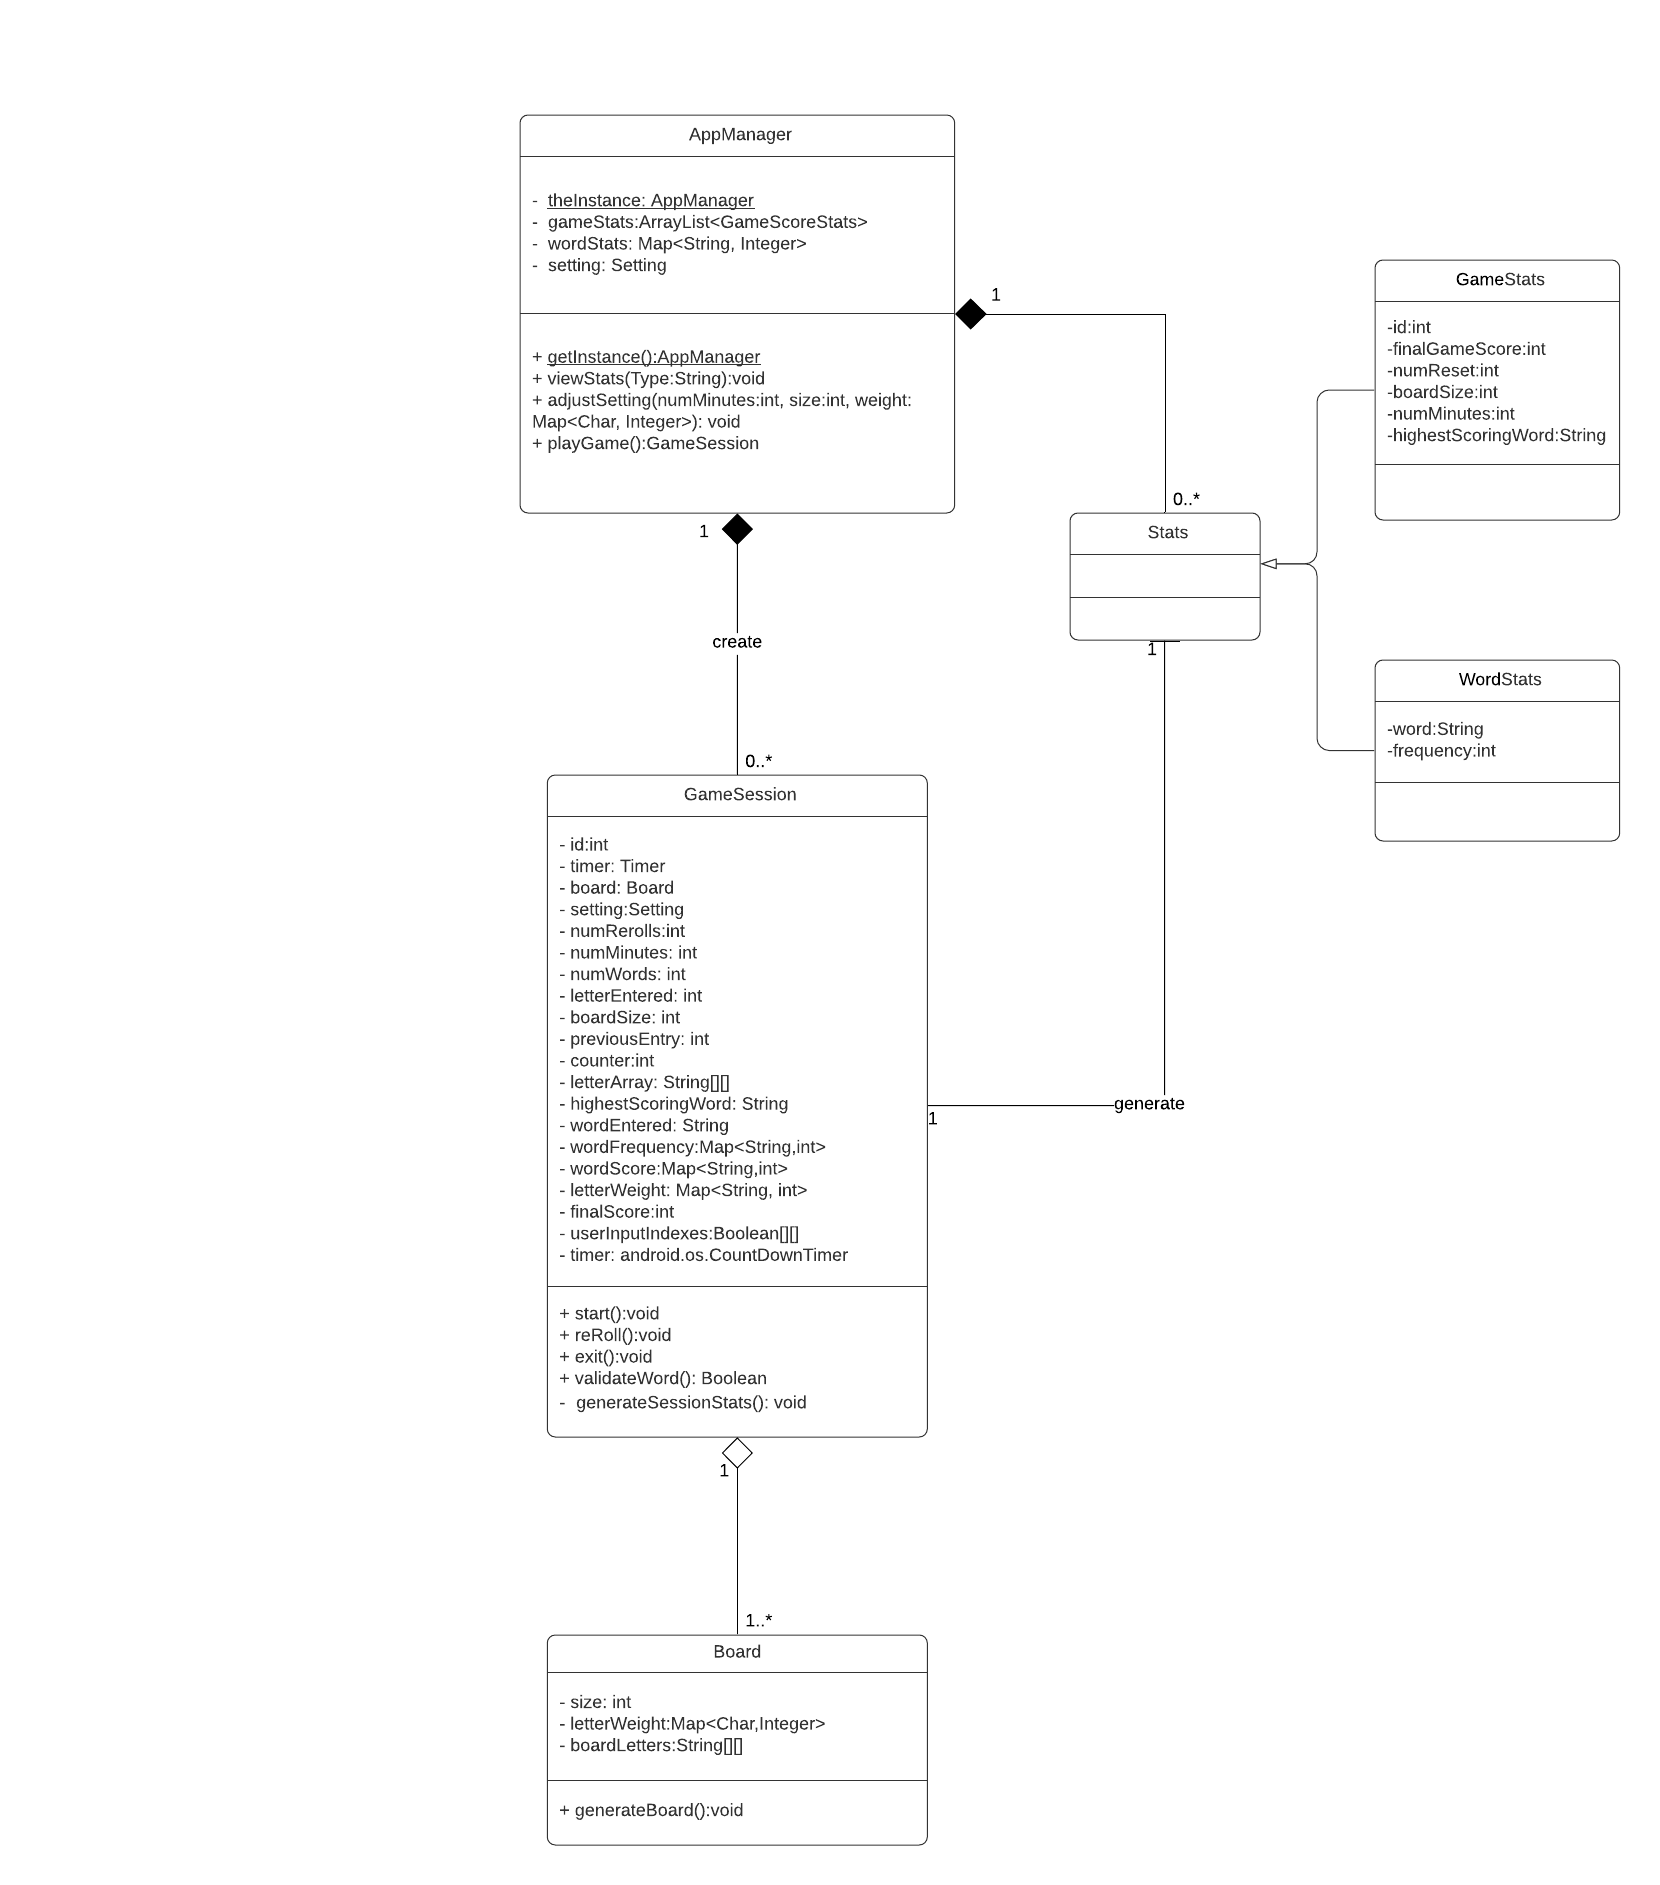 AppManager
- theInstance: AppManager
- gameStats:ArrayList<GameScoreStats>
- wordStats: Map<String, Integer>
- setting: Setting
+ getInstance():AppManager
+ viewStats(Type:String):void
+ adjustSetting(numMinutes:int, size:int, weight:
Map<Char, Integer>): void
+ playGame():GameSession
1
0..*
GameStats
-id:int
-finalGameScore:int
-numReset:int
-boardSize:int
-numMinutes:int
-highestScoringWord:String
Stats
1
WordStats
-word:String
-frequency:int
1
create
0..*
GameSession
- id:int
- timer: Timer
- board: Board
- setting:Setting
- numRerolls:int
- numMinutes: int
- numWords: int
- letterEntered: int
- boardSize: int
- previousEntry: int
- counter:int
- letterArray: String[][]
- highestScoringWord: String
- wordEntered: String
- wordFrequency:Map<String,int>
- wordScore:Map<String,int>
- letterWeight: Map<String, int>
- finalScore:int
- userInputIndexes:Boolean[][]
- timer: android.os.CountDownTimer
+ start():void
+ reRoll():void
+ exit():void
+ validateWord(): Boolean
- generateSessionStats(): void
generate
1
1
1..*
Board
- size: int
- letterWeight:Map<Char,Integer>
- boardLetters:String[][]
+ generateBoard():void